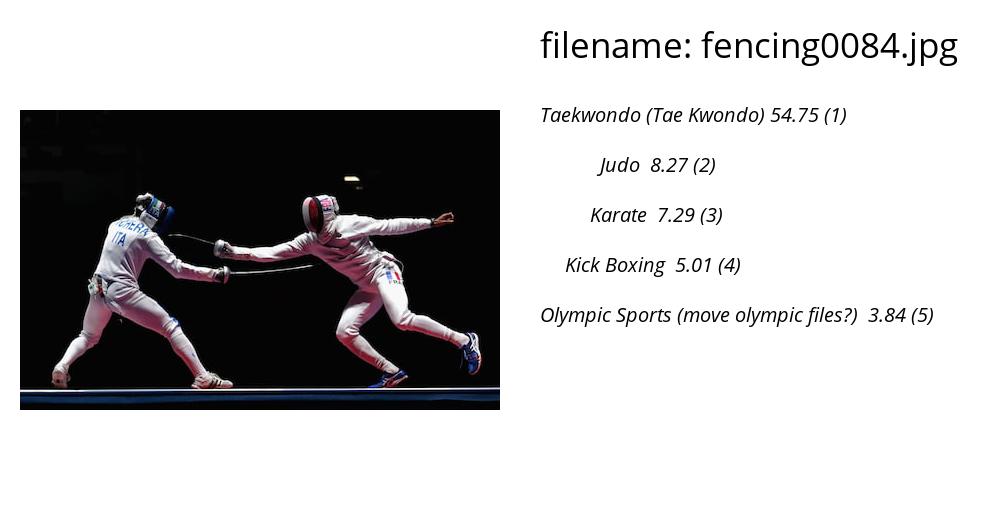 filename: fencing0084.jpg
Taekwondo (Tae Kwondo) 54.75 (1)
Judo 8.27 (2)
Karate 7.29 (3)
Kick Boxing 5.01 (4)
Olympic Sports (move olympic files?) 3.84 (5)
ITA